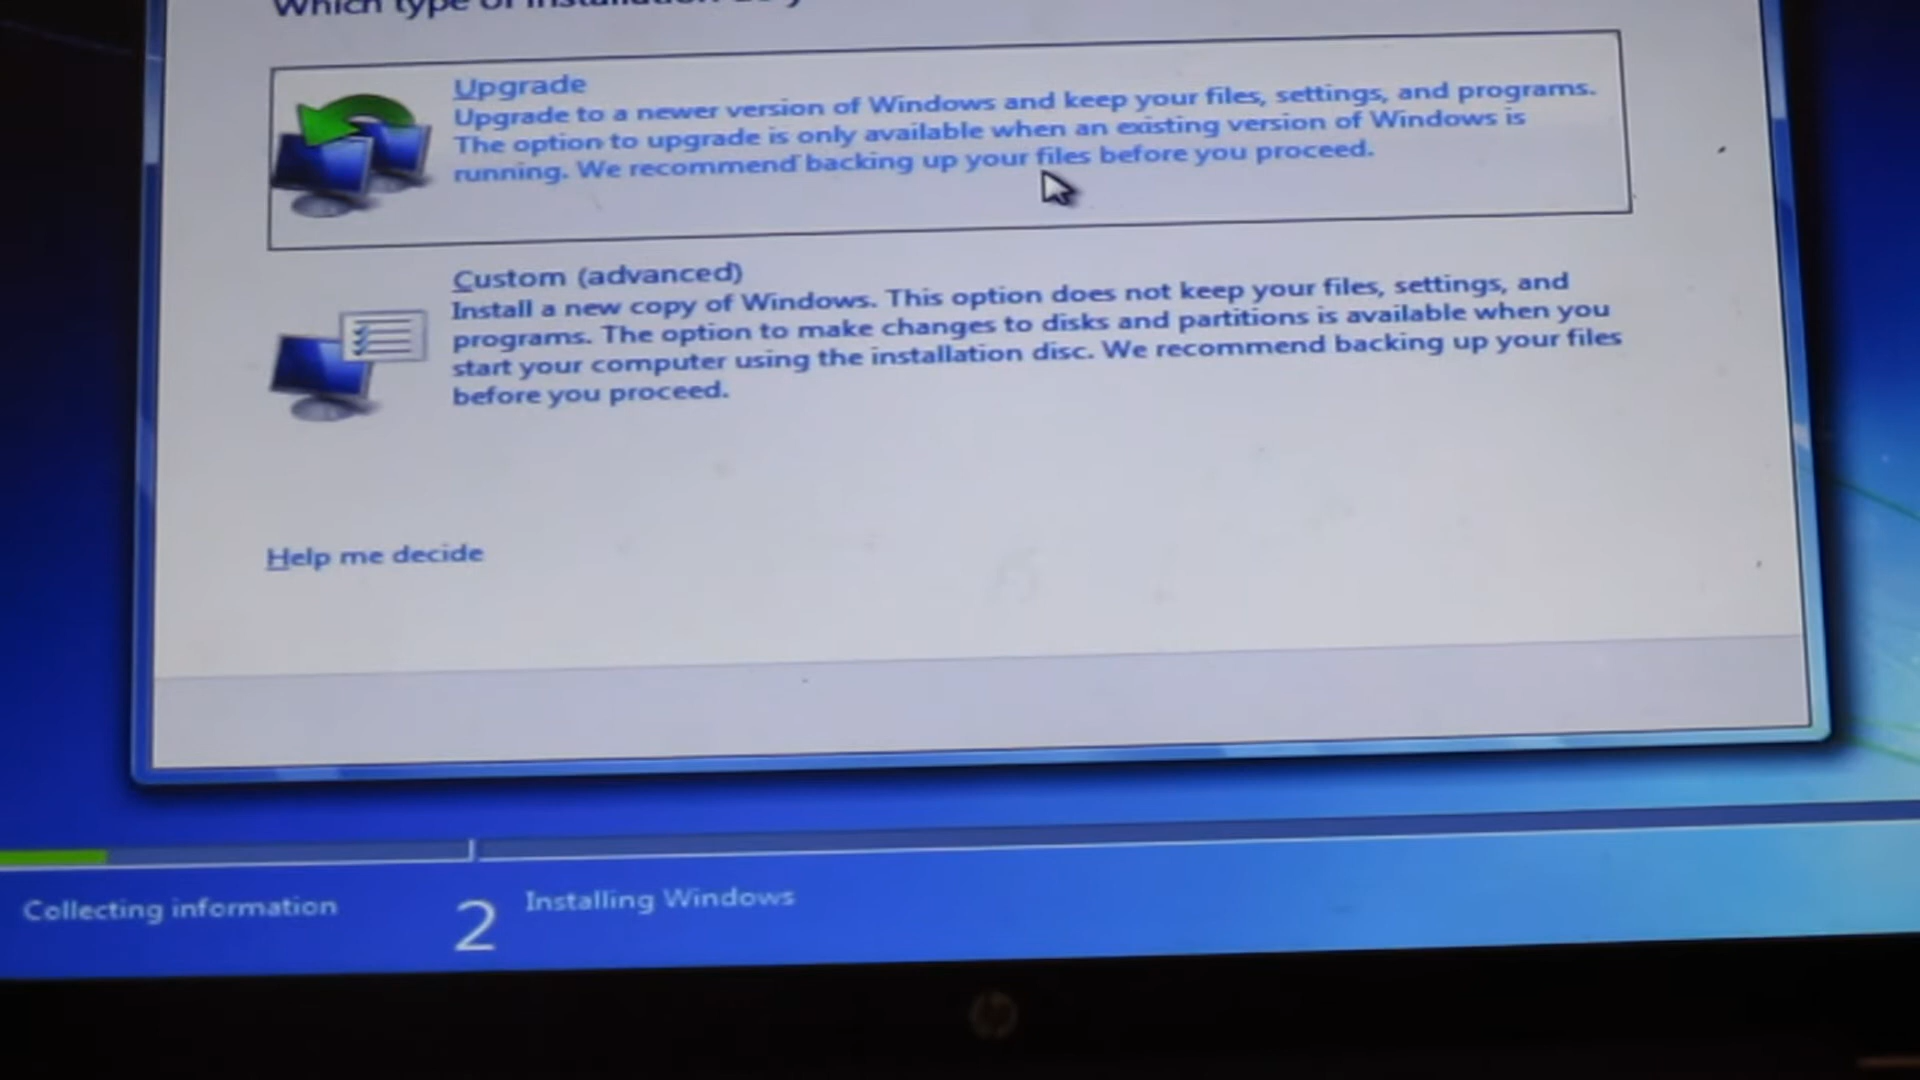 Which type of installation do y
Upgrade
Upgrade to a newer version of Windows and keep your files, settings, and programs.
The option to upgrade is only available when an existing version of Windows is
running. We recommend backing up your files before you proceed.
Custom (advanced)
Install a new copy of Windows. This option does not keep your files, settings, and
programs. The option to make changes to disks and partitions is available when you
start your computer using the installation disc. We recommend backing up your files
before you proceed.
Help me decide
Collecting information
2 Installing Windows
hp